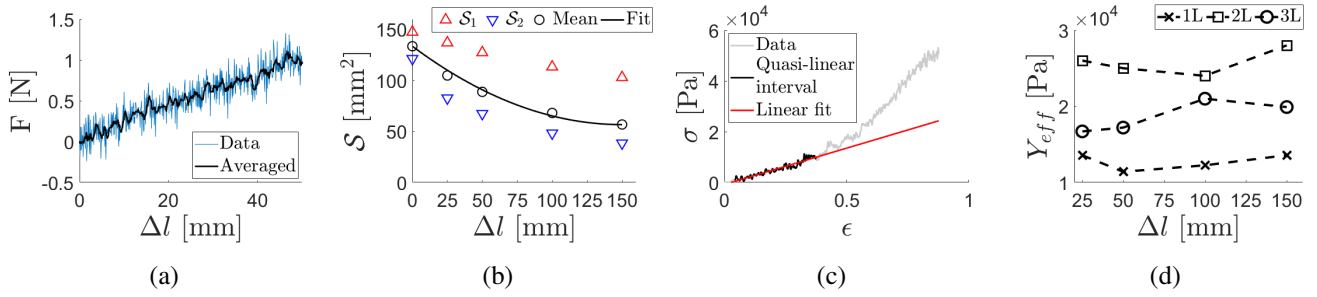 F [N]
1.5
1
0.5
0
-0.5
0
20
40
Data
Averaged
Δl [mm]
(a)
S₁ S₂ Mean Fit
S [mm²]
150
100
50
0
0 25 50 75 100 125 150
Δl [mm]
(b)
×10⁴
σ [Pa]
6
4
2
0
0
0.5
1
Data
Quasi-linear
interval
Linear fit
ϵ
(c)
×10⁴
1L 2L 3L
Y_eff [Pa]
3
2
1
25 50 75 100 125 150
Δl [mm]
(d)